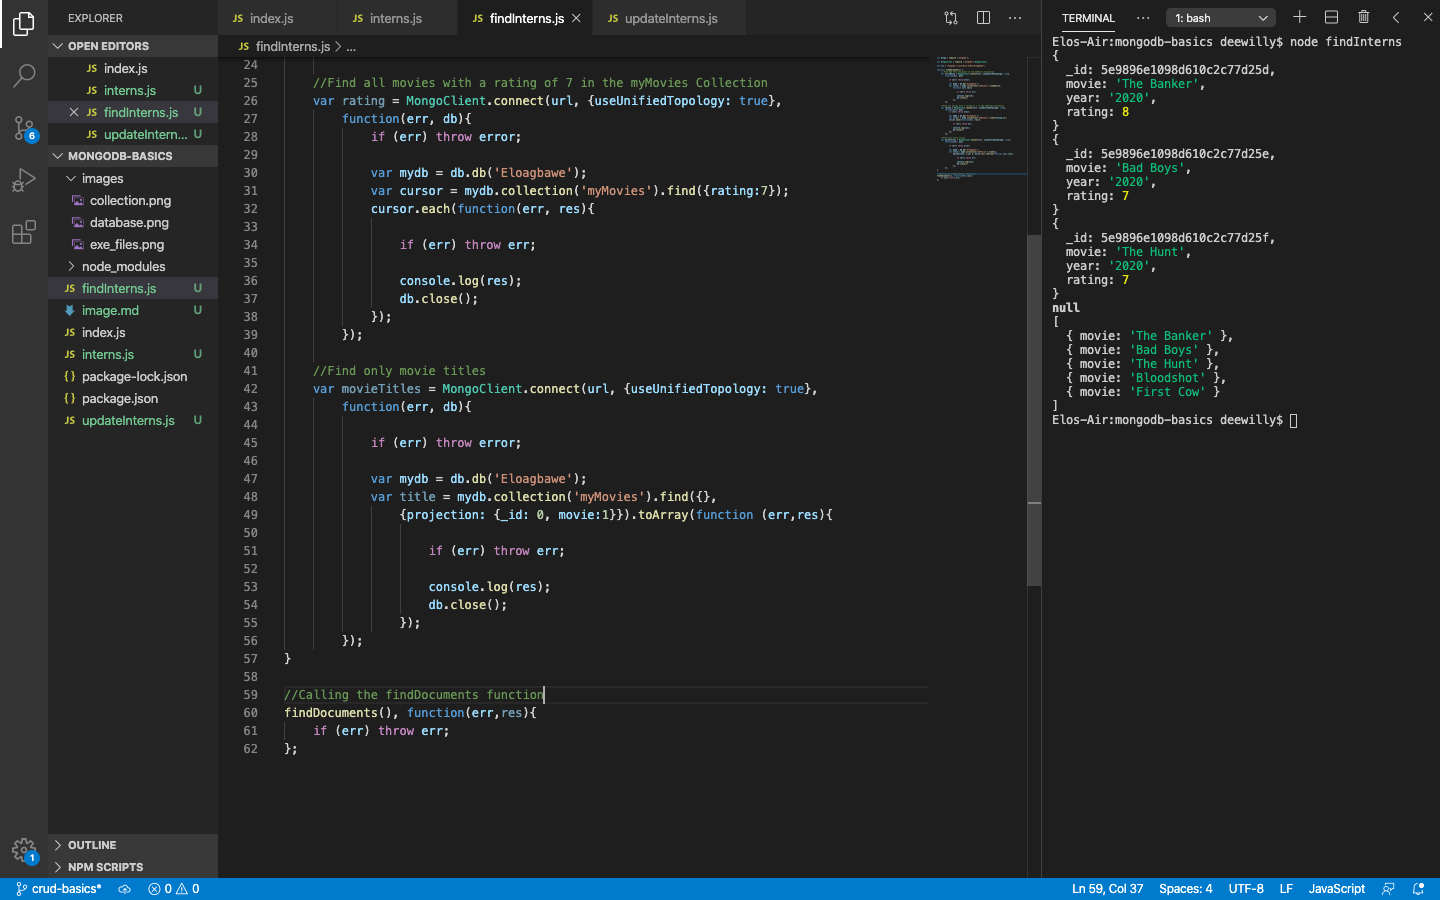 EXPLORER
OPEN EDITORS
JS index.js
JS interns.js U
JS findInterns.js U
JS updateIntern... U
MONGODB-BASICS
images
collection.png
database.png
exe_files.png
node_modules
JS findInterns.js U
image.md U
JS index.js
JS interns.js U
{} package-lock.json
{} package.json
JS updateInterns.js U
OUTLINE
NPM SCRIPTS
6
1
JS index.js JS interns.js JS findInterns.js JS updateInterns.js
JS findInterns.js > ...
24
25 //Find all movies with a rating of 7 in the myMovies Collection
26 var rating = MongoClient.connect(url, {useUnifiedTopology: true},
27 function(err, db){
28 if (err) throw error;
29
30 var mydb = db.db('Eloagbawe');
31 var cursor = mydb.collection('myMovies').find({rating:7});
32 cursor.each(function(err, res){
33
34 if (err) throw err;
35
36 console.log(res);
37 db.close();
38 });
39 });
40
41 //Find only movie titles
42 var movieTitles = MongoClient.connect(url, {useUnifiedTopology: true},
43 function(err, db){
44
45 if (err) throw error;
46
47 var mydb = db.db('Eloagbawe');
48 var title = mydb.collection('myMovies').find({},
49 {projection: {_id: 0, movie:1}}).toArray(function (err,res){
50
51 if (err) throw err;
52
53 console.log(res);
54 db.close();
55 });
56 });
57 }
58
59 //Calling the findDocuments function
60 findDocuments(), function(err,res){
61 if (err) throw err;
62 };
TERMINAL ... 1: bash
Elos-Air:mongodb-basics deewilly$ node findInterns
{
_id: 5e9896e1098d610c2c77d25d,
movie: 'The Banker',
year: '2020',
rating: 8
}
{
_id: 5e9896e1098d610c2c77d25e,
movie: 'Bad Boys',
year: '2020',
rating: 7
}
{
_id: 5e9896e1098d610c2c77d25f,
movie: 'The Hunt',
year: '2020',
rating: 7
}
null
[
{ movie: 'The Banker' },
{ movie: 'Bad Boys' },
{ movie: 'The Hunt' },
{ movie: 'Bloodshot' },
{ movie: 'First Cow' }
]
Elos-Air:mongodb-basics deewilly$
crud-basics* 0 0 Ln 59, Col 37 Spaces: 4 UTF-8 LF JavaScript